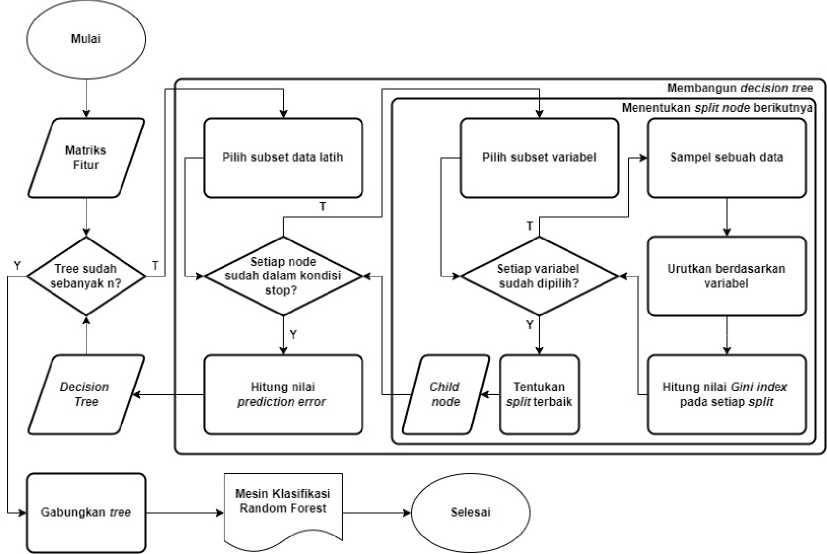 Mulai
Membangun decision tree
Menentukan split node berikutnya
Matriks
Fitur
Pilih subset data latih
Pilih subset variabel
Sampel sebuah data
T
T
Y
Tree sudah
sebanyak n?
T
Setiap node
sudah dalam kondisi
stop?
Setiap variabel
sudah dipilih?
Urutkan berdasarkan
variabel
Y
Y
Decision
Tree
Hitung nilai
prediction error
Child
node
Tentukan
split terbaik
Hitung nilai Gini index
pada setiap split
Gabungkan tree
Mesin Klasifikasi
Random Forest
Selesai